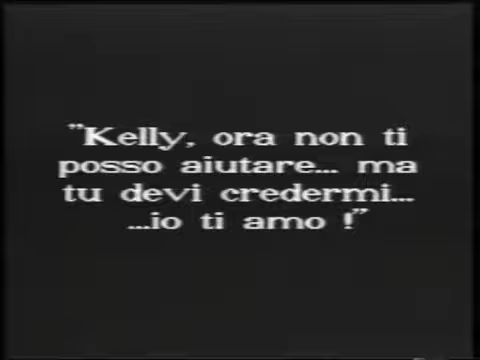 "Kelly, ora non ti
posso aiutare... ma
tu devi credermi...
...io ti amo !"